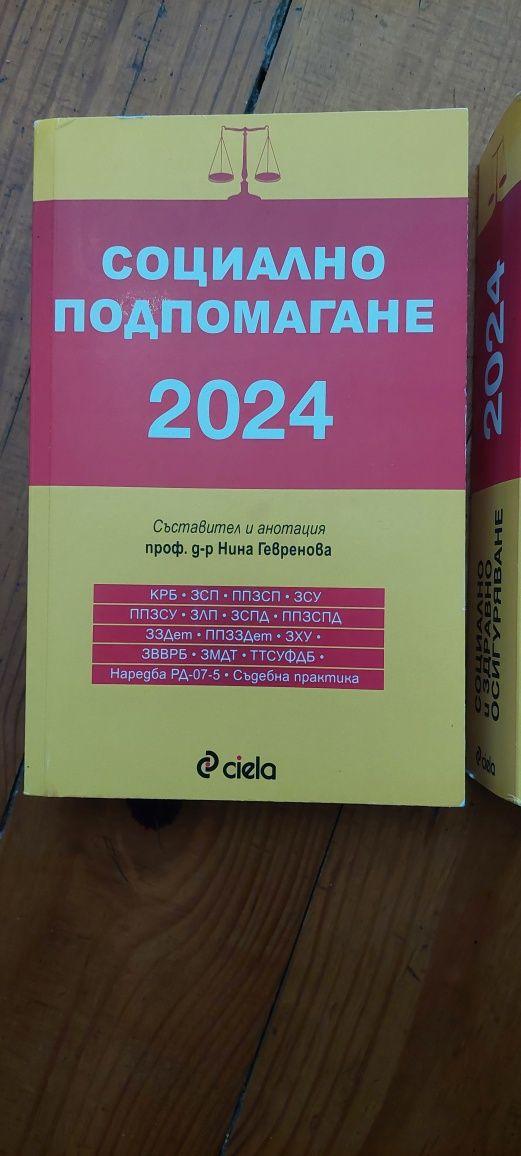 СОЦИАЛНО
ПОДПОМАГАНЕ
2024
Съставител и анотация
проф. д-р Нина Гевренова
КРБ • ЗСП • ППЗСП • ЗСУ
ППЗСУ • ЗЛП • ЗСПД • ППЗСПД
ЗЗДет • ППЗЗДет • ЗХУ •
ЗВВРБ • ЗМДТ • ТТСУФДБ •
Наредба РД-07-5 • Съдебна практика
ciela
2024
СОЦИАЛНО
и ЗДРАВНО
ОСИГУРЯВАНЕ